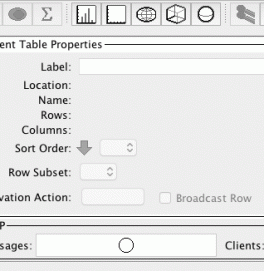 Σ
ent Table Properties
Label:
Location:
Name:
Rows:
Columns:
Sort Order:
Row Subset:
vation Action:
Broadcast Row
P
sages:
Clients: